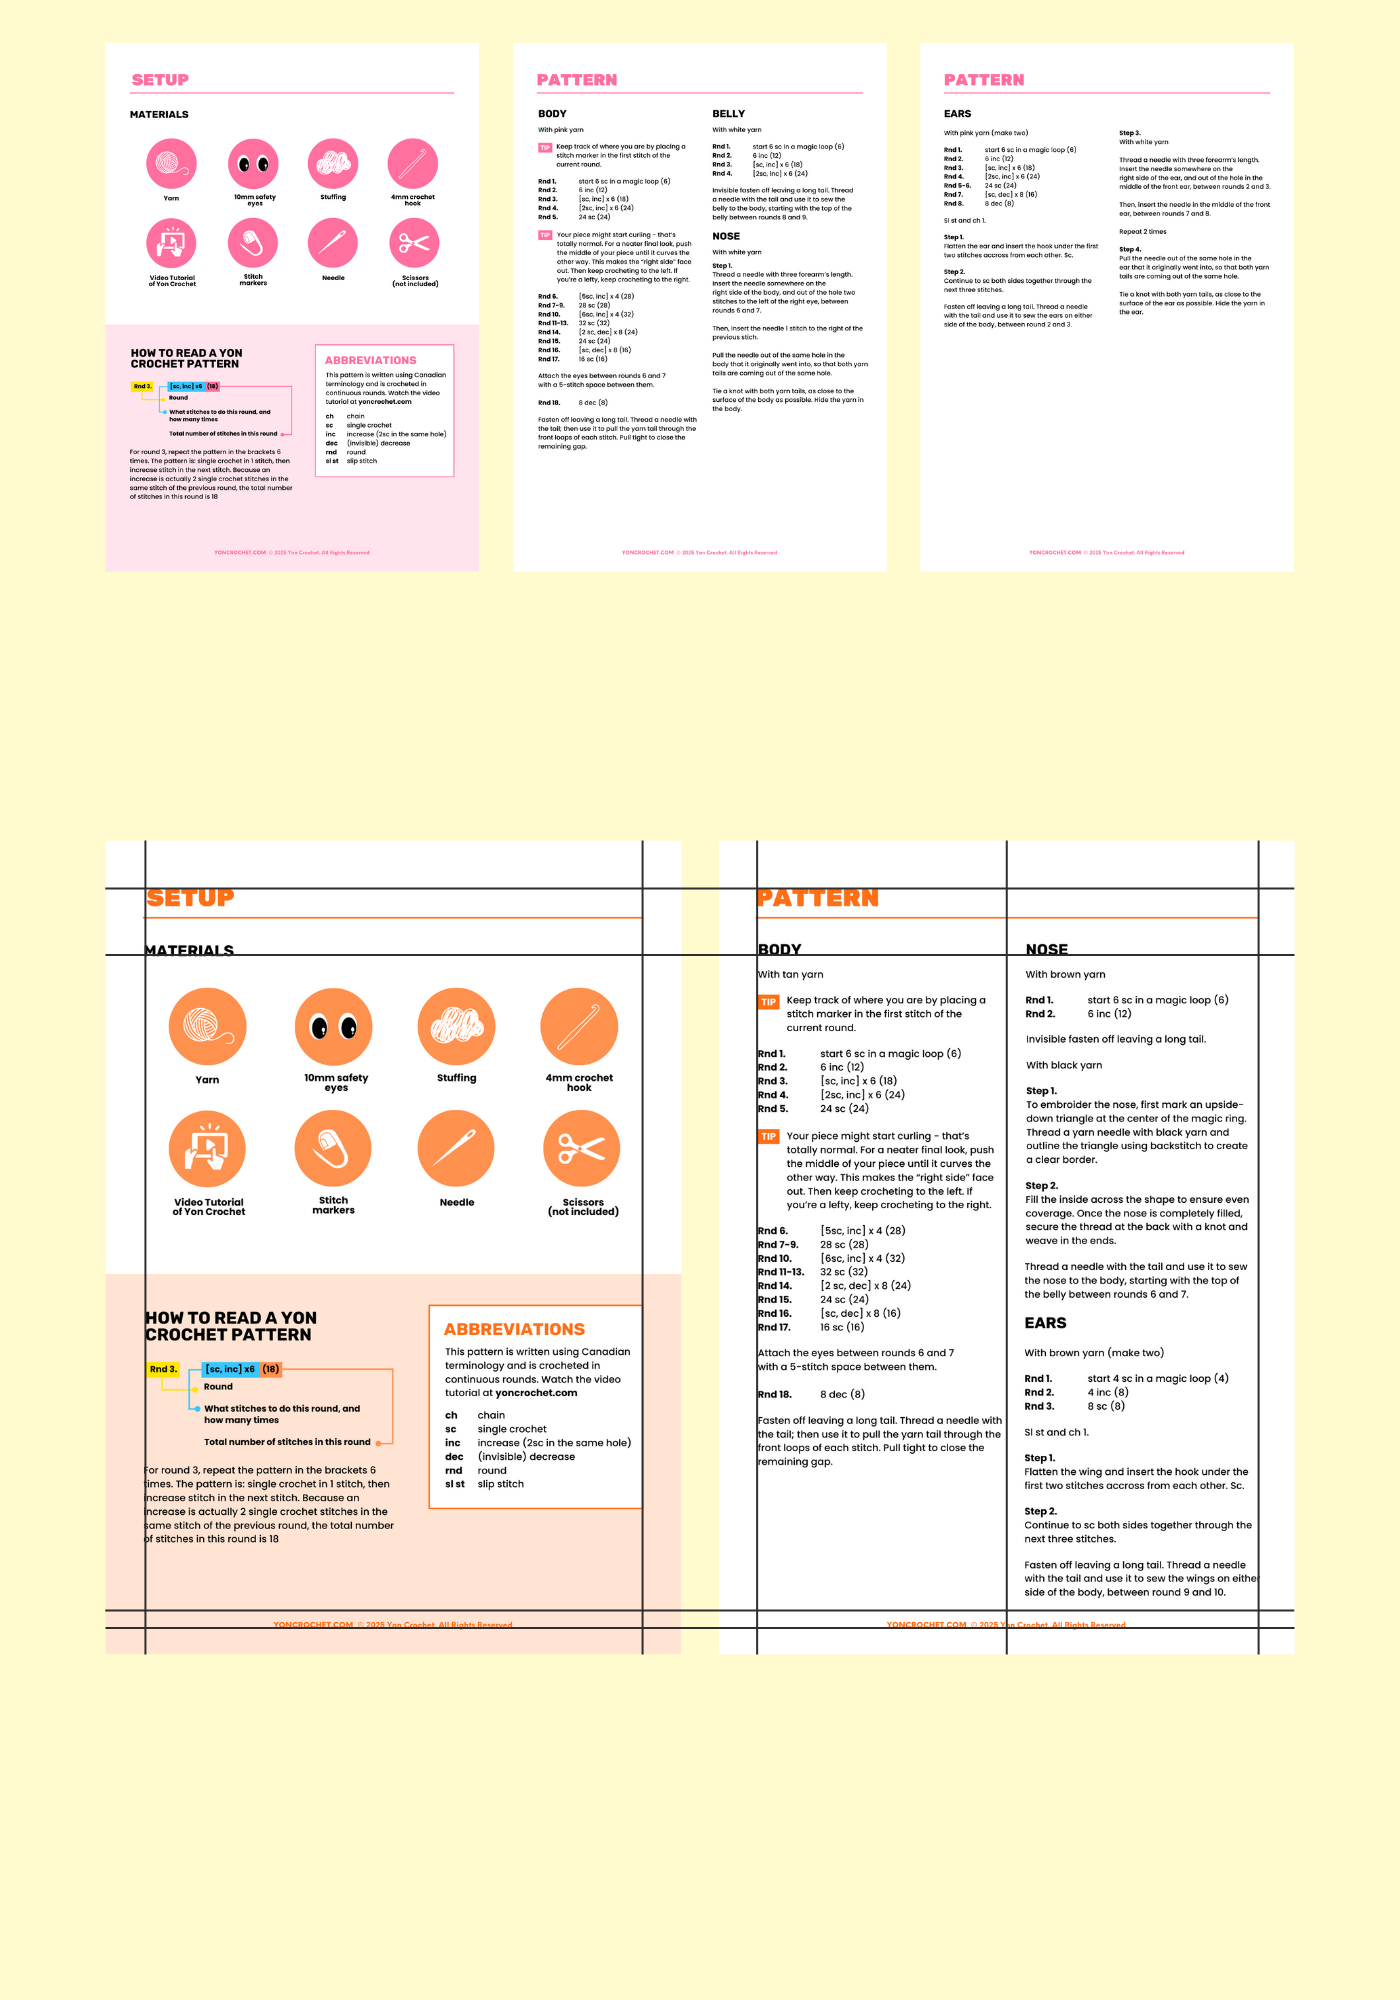 SETUP
MATERIALS
Yarn
10mm safety
eyes
Stuffing
4mm crochet
hook
Video Tutorial
of Yon Crochet
Stitch
markers
Needle
Scissors
(not included)
HOW TO READ A YON
CROCHET PATTERN
Rnd 3. [sc, inc] x6 (18)
Round
What stitches to do this round, and
how many times
Total number of stitches in this round
For round 3, repeat the pattern in the brackets 6
times. The pattern is: single crochet in 1 stitch, then
increase stitch in the next stitch. Because an
increase is actually 2 single crochet stitches in the
same stitch of the previous round, the total number
of stitches in this round is 18
ABBREVIATIONS
This pattern is written using Canadian
terminology and is crocheted in
continuous rounds. Watch the video
tutorial at yoncrochet.com
ch chain
sc single crochet
inc increase (2sc in the same hole)
dec (invisible) decrease
rnd round
sl st slip stitch
YONCROCHET.COM © 2025 Yon Crochet. All Rights Reserved
PATTERN
BODY
With pink yarn
TIP Keep track of where you are by placing a
stitch marker in the first stitch of the
current round.
Rnd 1. start 6 sc in a magic loop (6)
Rnd 2. 6 inc (12)
Rnd 3. [sc, inc] x 6 (18)
Rnd 4. [2sc, inc] x 6 (24)
Rnd 5. 24 sc (24)
TIP Your piece might start curling - that's
totally normal. For a neater final look, push
the middle of your piece until it curves the
other way. This makes the “right side” face
out. Then keep crocheting to the left. If
you’re a lefty, keep crocheting to the right.
Rnd 6. [5sc, inc] x 4 (28)
Rnd 7-9. 28 sc (28)
Rnd 10. [6sc, inc] x 4 (32)
Rnd 11-13. 32 sc (32)
Rnd 14. [2 sc, dec] x 8 (24)
Rnd 15. 24 sc (24)
Rnd 16. [sc, dec] x 8 (16)
Rnd 17. 16 sc (16)
Attach the eyes between rounds 6 and 7
with a 5-stitch space between them.
Rnd 18. 8 dec (8)
Fasten off leaving a long tail. Thread a needle with
the tail; then use it to pull the yarn tail through the
front loops of each stitch. Pull tight to close the
remaining gap.
BELLY
With white yarn
Rnd 1. start 6 sc in a magic loop (6)
Rnd 2. 6 inc (12)
Rnd 3. [sc, inc] x 6 (18)
Rnd 4. [2sc, inc] x 6 (24)
Invisible fasten off leaving a long tail. Thread
a needle with the tail and use it to sew the
belly to the body, starting with the top of the
belly between rounds 8 and 9.
NOSE
With white yarn
Step 1.
Thread a needle with three forearm’s length.
Insert the needle somewhere on the
right side of the body, and out of the hole two
stitches to the left of the right eye, between
rounds 6 and 7.
Then, insert the needle 1 stitch to the right of the
previous stich.
Pull the needle out of the same hole in the
body that it originally went into, so that both yarn
tails are coming out of the same hole.
Tie a knot with both yarn tails, as close to the
surface of the body as possible. Hide the yarn in
the body.
YONCROCHET.COM © 2025 Yon Crochet. All Rights Reserved
PATTERN
EARS
With pink yarn (make two)
Rnd 1. start 6 sc in a magic loop (6)
Rnd 2. 6 inc (12)
Rnd 3. [sc, inc] x 6 (18)
Rnd 4. [2sc, inc] x 6 (24)
Rnd 5-6. 24 sc (24)
Rnd 7. [sc, dec] x 8 (16)
Rnd 8. 8 dec (8)
Sl st and ch 1.
Step 1.
Flatten the ear and insert the hook under the first
two stitches accross from each other. Sc.
Step 2.
Continue to sc both sides together through the
next three stitches.
Fasten off leaving a long tail. Thread a needle
with the tail and use it to sew the ears on either
side of the body, between round 2 and 3.
Step 3.
With white yarn
Thread a needle with three forearm’s length.
Insert the needle somewhere on the
right side of the ear, and out of the hole in the
middle of the front ear, between rounds 2 and 3.
Then, insert the needle in the middle of the front
ear, between rounds 7 and 8.
Repeat 2 times
Step 4.
Pull the needle out of the same hole in the
ear that it originally went into, so that both yarn
tails are coming out of the same hole.
Tie a knot with both yarn tails, as close to the
surface of the ear as possible. Hide the yarn in
the ear.
YONCROCHET.COM © 2025 Yon Crochet. All Rights Reserved
SETUP
MATERIALS
Yarn
10mm safety
eyes
Stuffing
4mm crochet
hook
Video Tutorial
of Yon Crochet
Stitch
markers
Needle
Scissors
(not included)
HOW TO READ A YON
CROCHET PATTERN
Rnd 3. [sc, inc] x6 (18)
Round
What stitches to do this round, and
how many times
Total number of stitches in this round
For round 3, repeat the pattern in the brackets 6
times. The pattern is: single crochet in 1 stitch, then
increase stitch in the next stitch. Because an
increase is actually 2 single crochet stitches in the
same stitch of the previous round, the total number
of stitches in this round is 18
ABBREVIATIONS
This pattern is written using Canadian
terminology and is crocheted in
continuous rounds. Watch the video
tutorial at yoncrochet.com
ch chain
sc single crochet
inc increase (2sc in the same hole)
dec (invisible) decrease
rnd round
sl st slip stitch
YONCROCHET.COM © 2025 Yon Crochet. All Rights Reserved
PATTERN
BODY
With tan yarn
TIP Keep track of where you are by placing a
stitch marker in the first stitch of the
current round.
Rnd 1. start 6 sc in a magic loop (6)
Rnd 2. 6 inc (12)
Rnd 3. [sc, inc] x 6 (18)
Rnd 4. [2sc, inc] x 6 (24)
Rnd 5. 24 sc (24)
TIP Your piece might start curling - that's
totally normal. For a neater final look, push
the middle of your piece until it curves the
other way. This makes the “right side” face
out. Then keep crocheting to the left. If
you’re a lefty, keep crocheting to the right.
Rnd 6. [5sc, inc] x 4 (28)
Rnd 7-9. 28 sc (28)
Rnd 10. [6sc, inc] x 4 (32)
Rnd 11-13. 32 sc (32)
Rnd 14. [2 sc, dec] x 8 (24)
Rnd 15. 24 sc (24)
Rnd 16. [sc, dec] x 8 (16)
Rnd 17. 16 sc (16)
Attach the eyes between rounds 6 and 7
with a 5-stitch space between them.
Rnd 18. 8 dec (8)
Fasten off leaving a long tail. Thread a needle with
the tail; then use it to pull the yarn tail through the
front loops of each stitch. Pull tight to close the
remaining gap.
NOSE
With brown yarn
Rnd 1. start 6 sc in a magic loop (6)
Rnd 2. 6 inc (12)
Invisible fasten off leaving a long tail.
With black yarn
Step 1.
To embroider the nose, first mark an upside-
down triangle at the center of the magic ring.
Thread a yarn needle with black yarn and
outline the triangle using backstitch to create
a clear border.
Step 2.
Fill the inside across the shape to ensure even
coverage. Once the nose is completely filled,
secure the thread at the back with a knot and
weave in the ends.
Thread a needle with the tail and use it to sew
the nose to the body, starting with the top of
the belly between rounds 6 and 7.
EARS
With brown yarn (make two)
Rnd 1. start 4 sc in a magic loop (4)
Rnd 2. 4 inc (8)
Rnd 3. 8 sc (8)
Sl st and ch 1.
Step 1.
Flatten the wing and insert the hook under the
first two stitches accross from each other. Sc.
Step 2.
Continue to sc both sides together through the
next three stitches.
Fasten off leaving a long tail. Thread a needle
with the tail and use it to sew the wings on either
side of the body, between round 9 and 10.
YONCROCHET.COM © 2025 Yon Crochet. All Rights Reserved